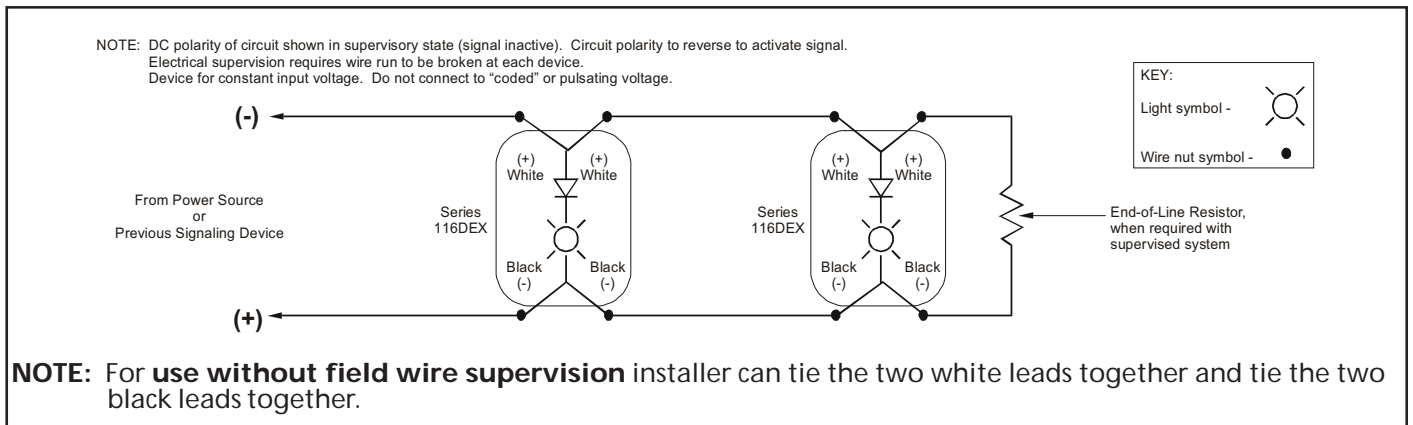 NOTE: DC polarity of circuit shown in supervisory state (signal inactive). Circuit polarity to reverse to activate signal.
Electrical supervision requires wire run to be broken at each device.
Device for constant input voltage. Do not connect to “coded” or pulsating voltage.
KEY:
Light symbol -
Wire nut symbol -
(-)
(+) (+)
White White
(+) (+)
White White
From Power Source
or
Previous Signaling Device
Series
116DEX
Series
116DEX
End-of-Line Resistor,
when required with
supervised system
Black Black
(-) (-)
Black Black
(-) (-)
(+)
NOTE: For use without field wire supervision installer can tie the two white leads together and tie the two
black leads together.